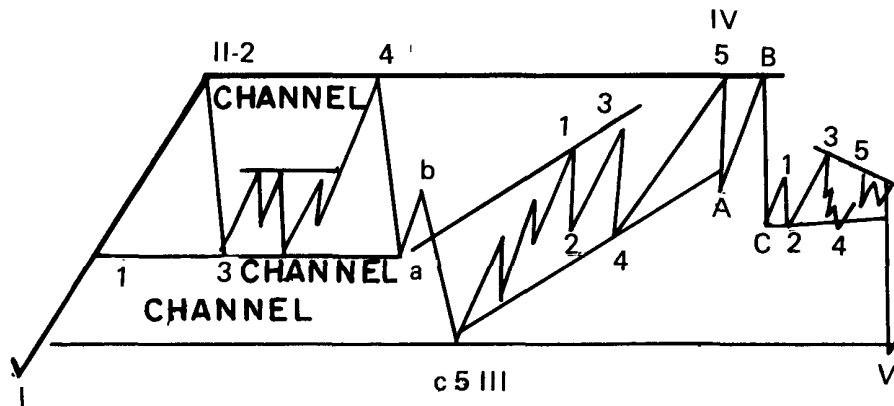 IV
II-2 4 5 B
CHANNEL
1 3 1 3 5
b
A
1 3 CHANNEL a 2 4 C 2 4
CHANNEL
I c 5 III V